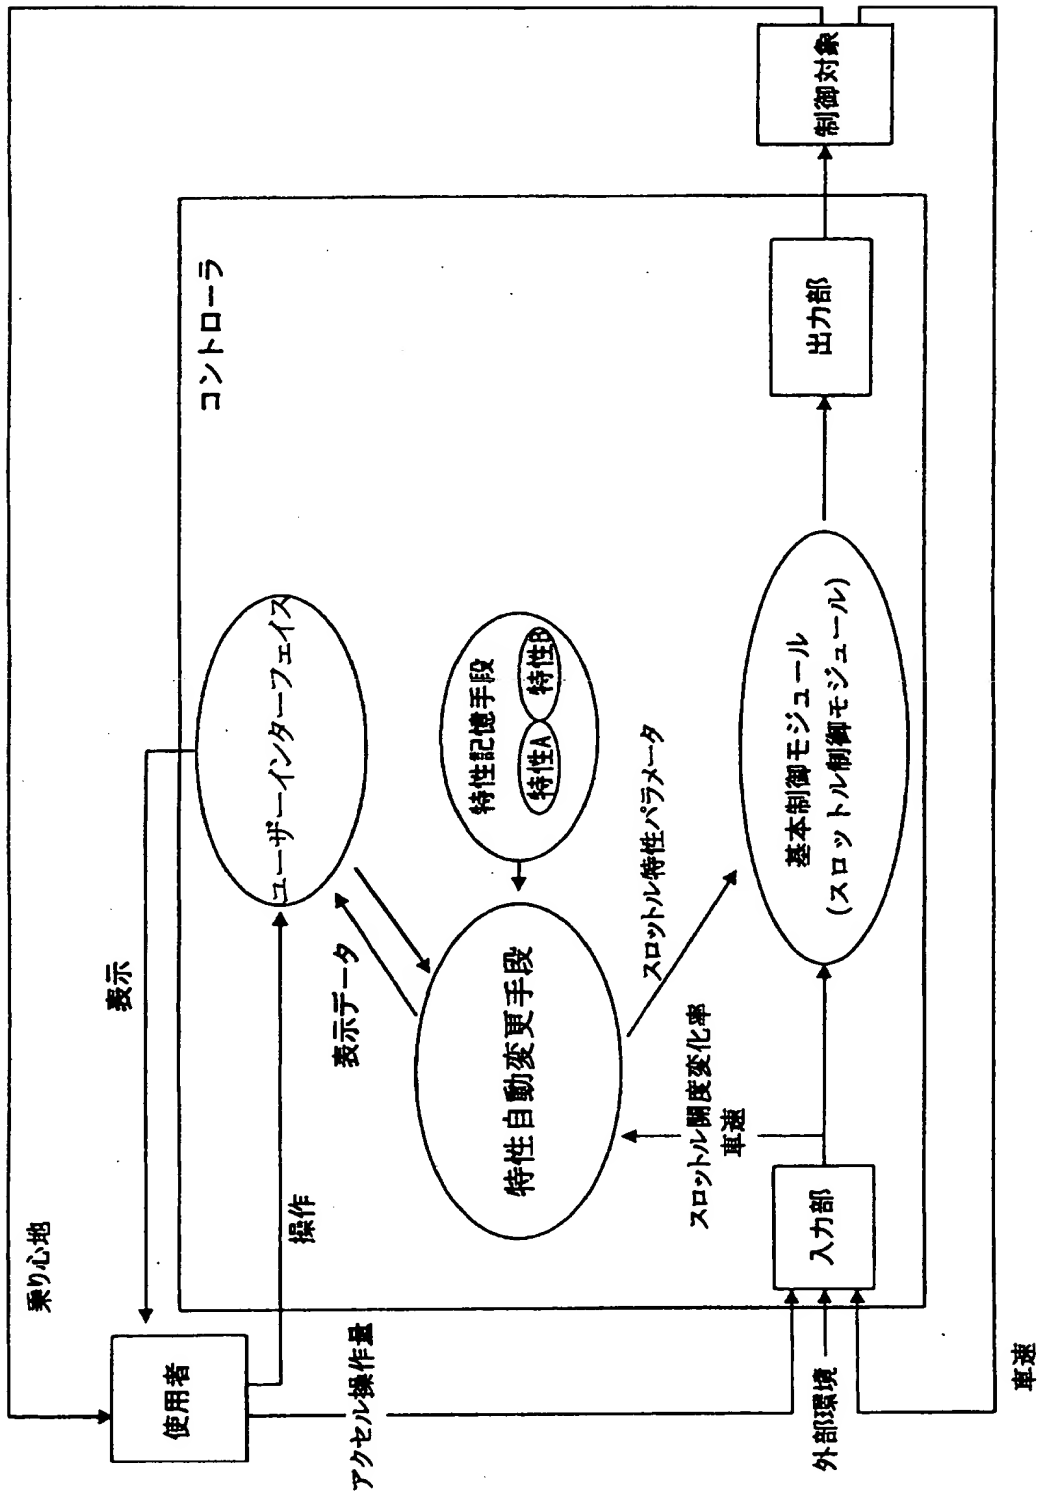 乗り心地
使用者
表示
操作
アクセル操作量
外部環境
車速
コントローラ
ユーザーインターフェイス
表示データ
特性自動変更手段
特性記憶手段
特性A
特性B
スロットル特性パラメータ
スロットル開度変化率
車速
入力部
基本制御モジュール
(スロットル制御モジュール)
出力部
制御対象